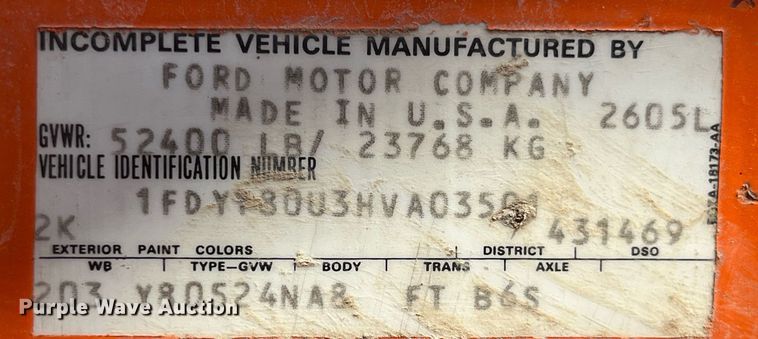 INCOMPLETE VEHICLE MANUFACTURED BY
FORD MOTOR COMPANY
MADE IN U.S.A. 2605L
GVWR: 52400 LB/ 23768 KG
VEHICLE IDENTIFICATION NUMBER
2K 431469
EXTERIOR PAINT COLORS DISTRICT DSO
WB TYPE-GVW BODY TRANS AXLE
203 Y80524NA8 FT B6S
Purple Wave Auction